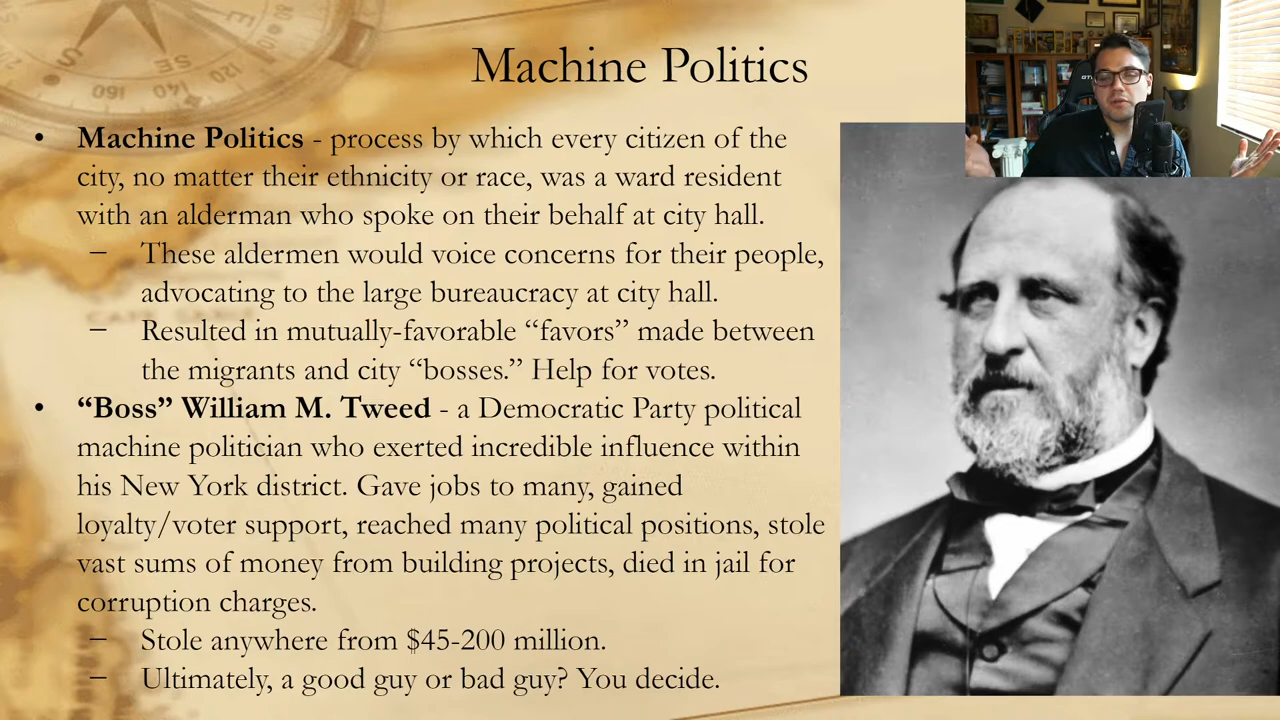 Machine Politics
• Machine Politics - process by which every citizen of the
city, no matter their ethnicity or race, was a ward resident
with an alderman who spoke on their behalf at city hall.
– These aldermen would voice concerns for their people,
advocating to the large bureaucracy at city hall.
– Resulted in mutually-favorable “favors” made between
the migrants and city “bosses.” Help for votes.
• “Boss” William M. Tweed - a Democratic Party political
machine politician who exerted incredible influence within
his New York district. Gave jobs to many, gained
loyalty/voter support, reached many political positions, stole
vast sums of money from building projects, died in jail for
corruption charges.
– Stole anywhere from $45-200 million.
– Ultimately, a good guy or bad guy? You decide.
S
SE
80
100
120
140
160